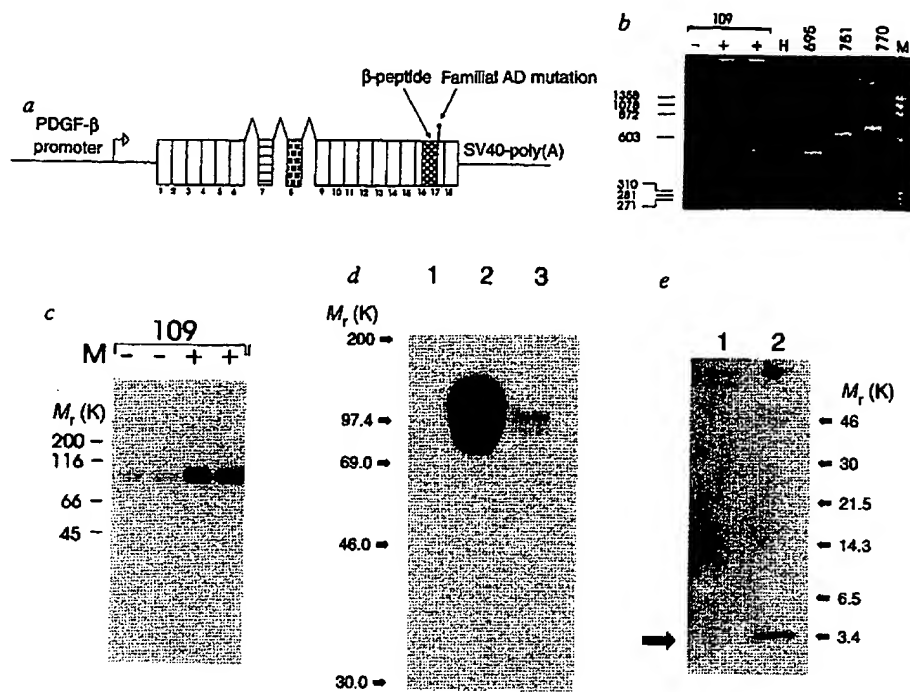 a
PDGF-β
promoter
β-peptide
Familial AD mutation
SV40-poly(A)
1 2 3 4 5 6 7 8 9 10 11 12 13 14 15 16 17 18
b
109
- + + H 695 751 770 M
1358
1078
872
603
310
281
271
c
109
M - - + +
Mr (K)
200
116
66
45
d
1 2 3
Mr (K)
200
97.4
69.0
46.0
30.0
e
1 2
Mr (K)
46
30
21.5
14.3
6.5
3.4